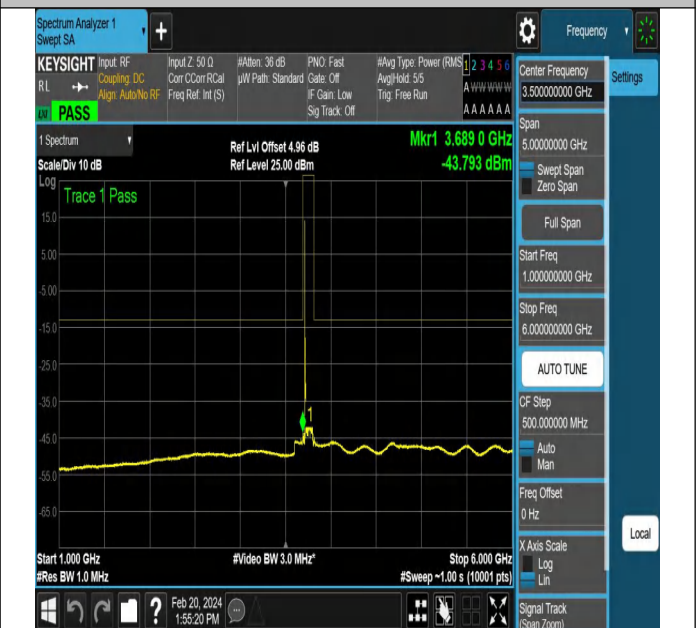 Spectrum Analyzer 1
Swept SA
+
Frequency
KEYSIGHT
RL
PASS
Input: RF
Coupling: DC
Align: Auto/No RF
Input Z: 50 Ω
Corr CCorr RCal
Freq Ref: Int (S)
#Atten: 36 dB
µW Path: Standard
PNO: Fast
Gate: Off
IF Gain: Low
Sig Track: Off
#Avg Type: Power (RMS
Avg|Hold: 5/5
Trig: Free Run
1 2 3 4 5 6
A W W W W W
A A A A A A
1 Spectrum
Scale/Div 10 dB
Ref Lvl Offset 4.96 dB
Ref Level 25.00 dBm
Mkr1 3.689 0 GHz
-43.793 dBm
Log
Trace 1 Pass
15.0
5.00
-5.00
-15.0
-25.0
-35.0
-45.0
-55.0
-65.0
1
Start 1.000 GHz
#Res BW 1.0 MHz
#Video BW 3.0 MHz*
Stop 6.000 GHz
#Sweep ~1.00 s (10001 pts)
Feb 20, 2024
1:55:20 PM
?
Center Frequency
3.500000000 GHz
Settings
Span
5.00000000 GHz
Swept Span
Zero Span
Full Span
Start Freq
1.000000000 GHz
Stop Freq
6.000000000 GHz
AUTO TUNE
CF Step
500.000000 MHz
Auto
Man
Freq Offset
0 Hz
X Axis Scale
Log
Lin
Local
Signal Track
(Span Zoom)